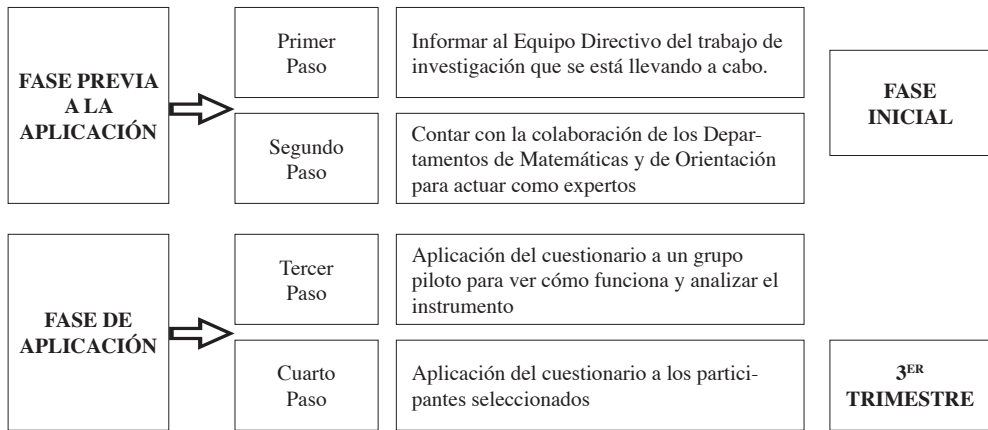 FASE PREVIA
A LA
APLICACIÓN
Primer
Paso
Informar al Equipo Directivo del trabajo de
investigación que se está llevando a cabo.
FASE
INICIAL
Segundo
Paso
Contar con la colaboración de los Depar-
tamentos de Matemáticas y de Orientación
para actuar como expertos
FASE DE
APLICACIÓN
Tercer
Paso
Aplicación del cuestionario a un grupo
piloto para ver cómo funciona y analizar el
instrumento
Cuarto
Paso
Aplicación del cuestionario a los partici-
pantes seleccionados
3ER
TRIMESTRE